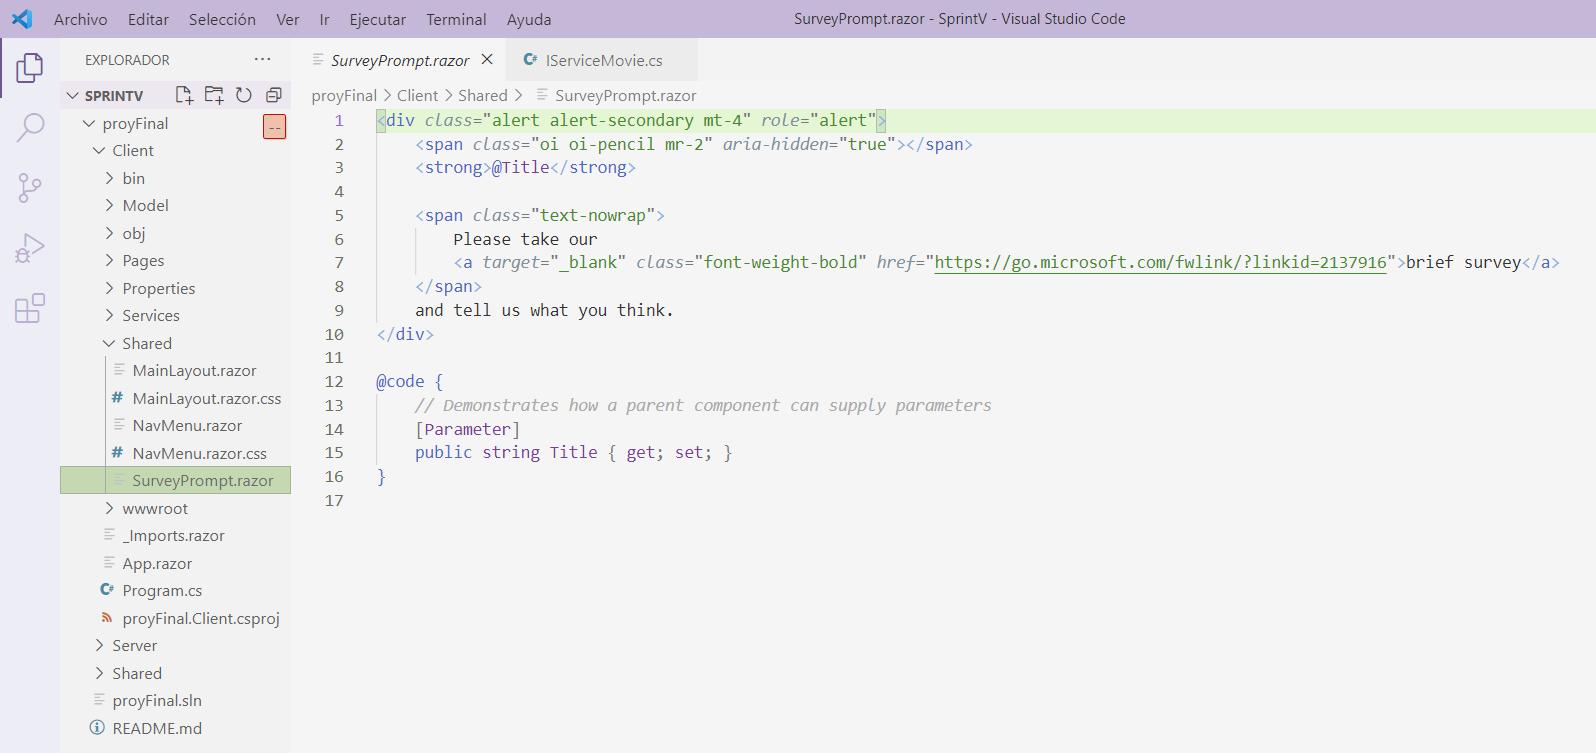 Archivo Editar Selección Ver Ir Ejecutar Terminal Ayuda SurveyPrompt.razor - SprintV - Visual Studio Code
EXPLORADOR ···
SPRINTV
proyFinal --
Client
bin
Model
obj
Pages
Properties
Services
Shared
MainLayout.razor
# MainLayout.razor.css
NavMenu.razor
# NavMenu.razor.css
SurveyPrompt.razor
wwwroot
_Imports.razor
App.razor
C# Program.cs
proyFinal.Client.csproj
Server
Shared
proyFinal.sln
README.md
SurveyPrompt.razor × C# IServiceMovie.cs
proyFinal > Client > Shared > SurveyPrompt.razor
1 <div class="alert alert-secondary mt-4" role="alert">
2 <span class="oi oi-pencil mr-2" aria-hidden="true"></span>
3 <strong>@Title</strong>
4
5 <span class="text-nowrap">
6 Please take our
7 <a target="_blank" class="font-weight-bold" href="https://go.microsoft.com/fwlink/?linkid=2137916">brief survey</a>
8 </span>
9 and tell us what you think.
10 </div>
11
12 @code {
13 // Demonstrates how a parent component can supply parameters
14 [Parameter]
15 public string Title { get; set; }
16 }
17